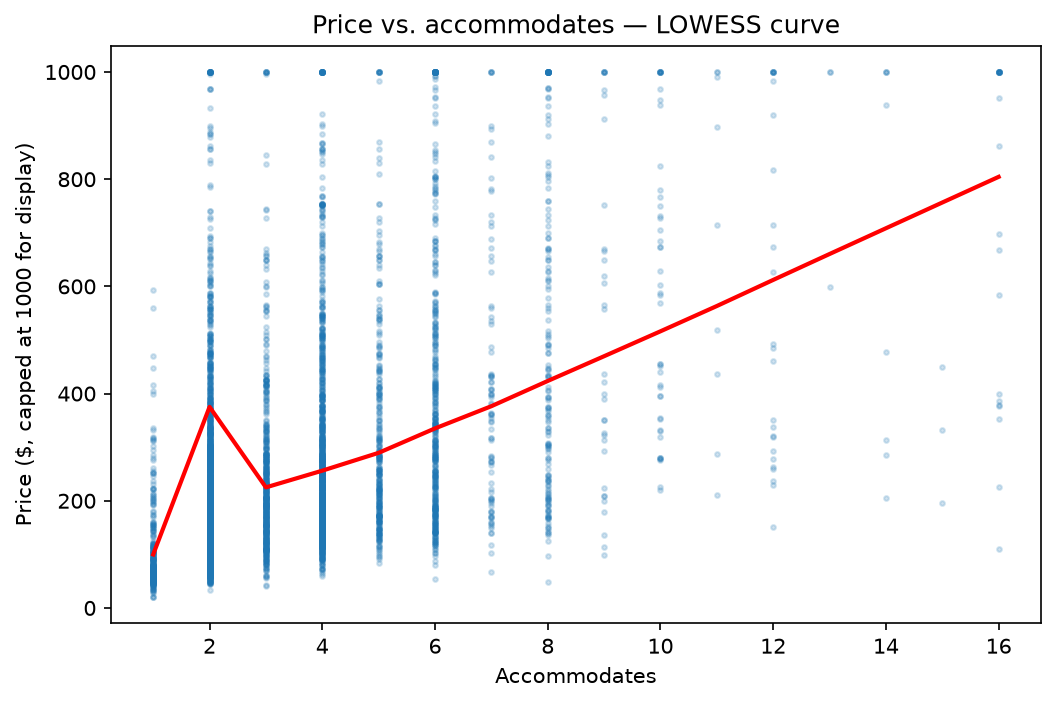 Price vs. accommodates — LOWESS curve
Price ($, capped at 1000 for display)
1000
800
600
400
200
0
2 4 6 8 10 12 14 16
Accommodates